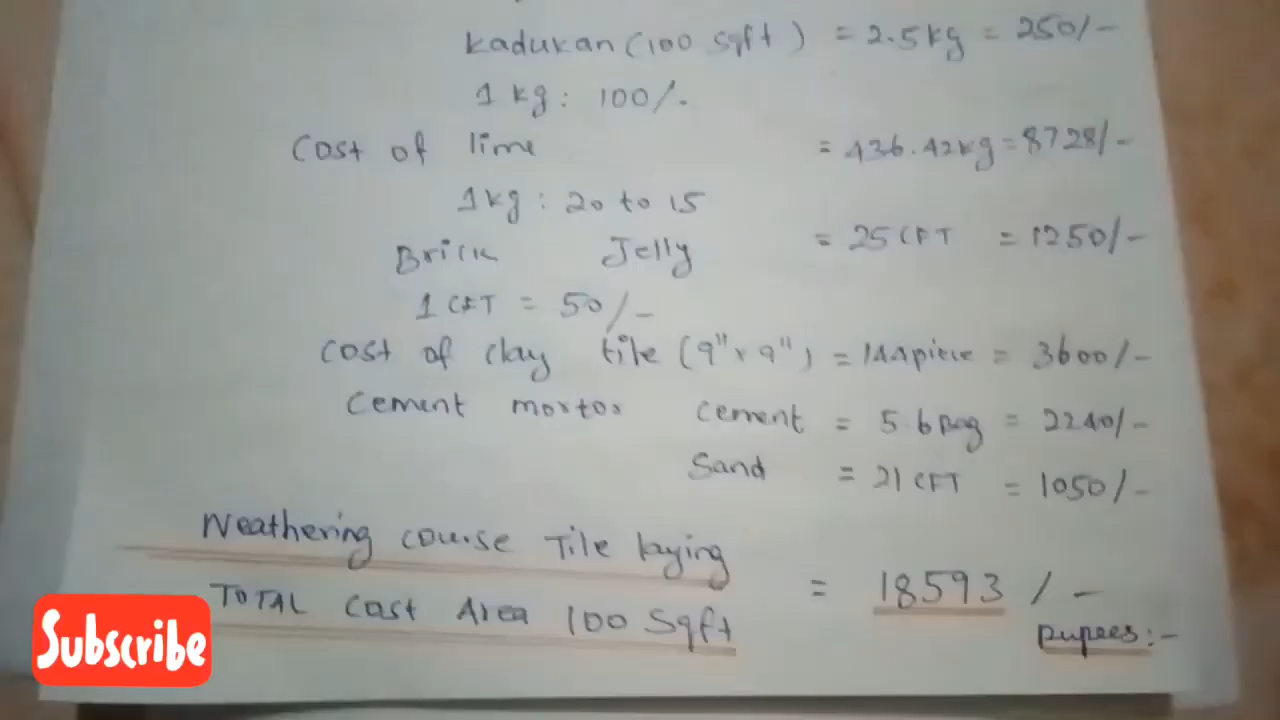 Kadukan (100 sqft) = 2.5kg = 250/-
1 kg: 100/.
Cost of lime = 436.42kg = 8728/-
1kg: 20 to 15
Brick Jelly = 25 CFT = 1250/-
1 CFT = 50/-
cost of clay tile (9" x 9") = 144 piece = 3600/-
cement mortor cement = 5.6 bag = 2240/-
Sand = 21 CFT = 1050/-
Weathering course Tile laying
TOTAL Cost Area 100 Sqft = 18593/-
Rupees:-
Subscribe